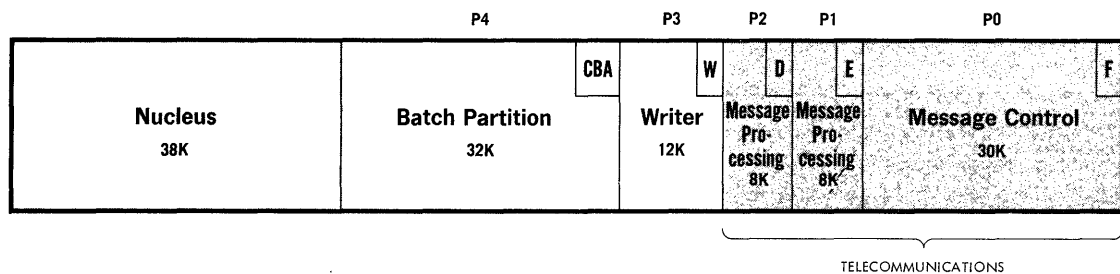 P4 P3 P2 P1 P0
CBA W D E F
Nucleus
38K
Batch Partition
32K
Writer
12K
Message
Pro-
cessing
8K
Message
Pro-
cessing
8K
Message Control
30K
TELECOMMUNICATIONS